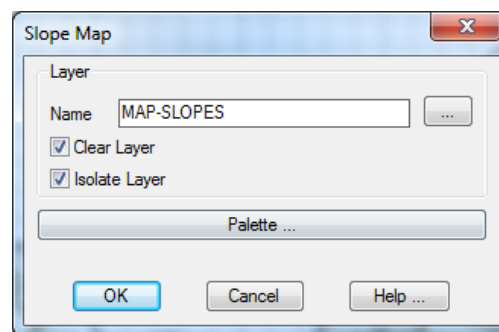 Slope Map
Layer
Name MAP-SLOPES ...
Clear Layer
Isolate Layer
Palette ...
OK Cancel Help ...